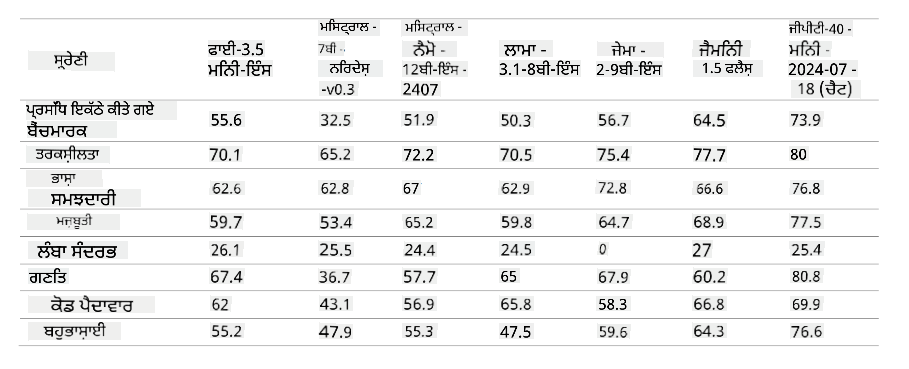 ਸ਼੍ਰੇਣੀ ਫਾਈ-3.5 ਮਿਨੀ-ਇੰਸ ਮਿਸਟ੍ਰਾਲ - 7ਬੀ - ਨਿਰਦੇਸ਼ -v0.3 ਮਿਸਟ੍ਰਾਲ - ਨੈਮੋ - 12ਬੀ-ਇੰਸ - 2407 ਲਾਮਾ - 3.1-8ਬੀ-ਇੰਸ ਜੇਮਾ - 2-9ਬੀ-ਇੰਸ ਜੈਮਿਨੀ 1.5 ਫਲੈਸ਼ ਜੀਪੀਟੀ-40 - ਮਿਨੀ - 2024-07 - 18 (ਚੈਟ)
ਪ੍ਰਸਿੱਧ ਇਕੱਠੇ ਕੀਤੇ ਗਏ ਬੈਂਚਮਾਰਕ 55.6 32.5 51.9 50.3 56.7 64.5 73.9
ਤਰਕਸ਼ੀਲਤਾ 70.1 65.2 72.2 70.5 75.4 77.7 80
ਭਾਸ਼ਾ ਸਮਝਦਾਰੀ 62.6 62.8 67 62.9 72.8 66.6 76.8
ਮਜ਼ਬੂਤੀ 59.7 53.4 65.2 59.8 64.7 68.9 77.5
ਲੰਬਾ ਸੰਦਰਭ 26.1 25.5 24.4 24.5 0 27 25.4
ਗਣਿਤ 67.4 36.7 57.7 65 67.9 60.2 80.8
ਕੋਡ ਪੈਦਾਵਾਰ 62 43.1 56.9 65.8 58.3 66.8 69.9
ਬਹੁਭਾਸ਼ਾਈ 55.2 47.9 55.3 47.5 59.6 64.3 76.6